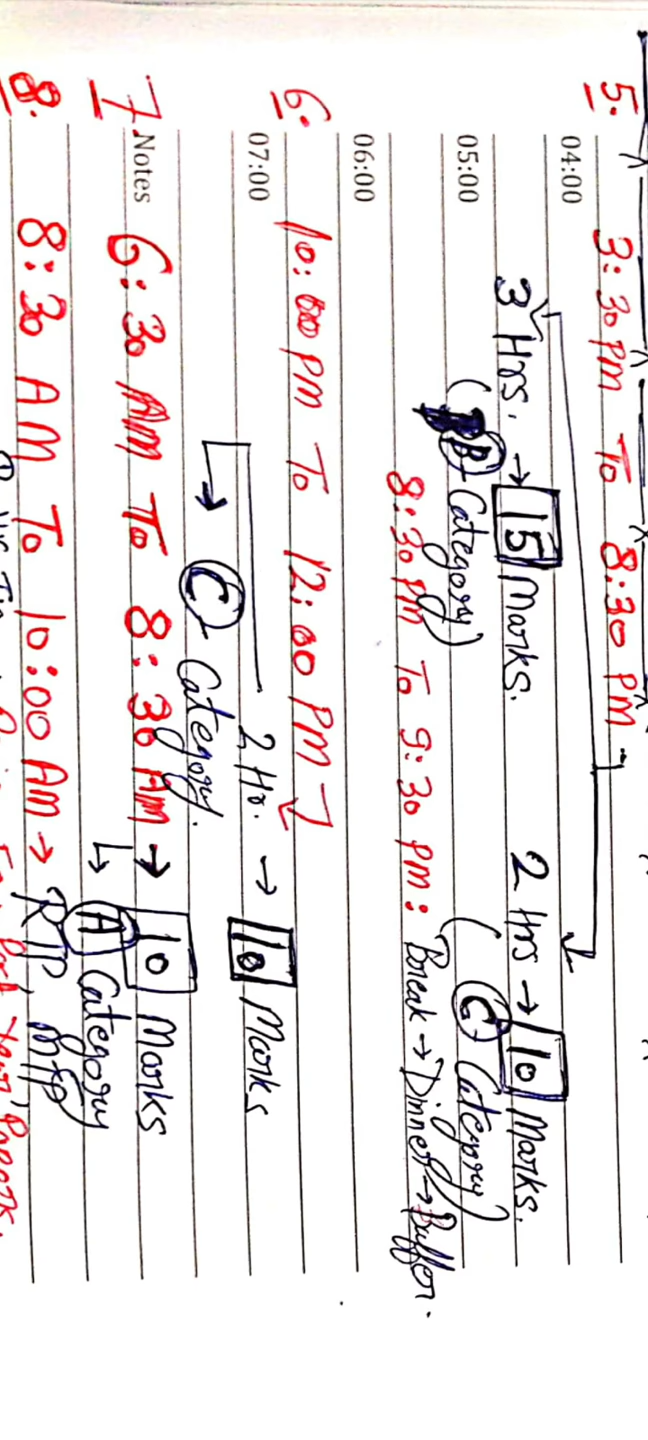 5. 3:30 PM To 8:30 PM
04:00
3 Hrs. → 15 Marks. 2 Hrs → 10 Marks.
05:00 (B Category) (C Category)
8:30 PM To 9:30 PM: Break → Dinner → Buffer.
06:00
6. 10:00 PM To 12:00 PM
07:00 2 Hr. → 10 Marks
→ C Category.
Notes
7 6:30 AM To 8:30 AM → 10 Marks
A Category
8. 8:30 AM To 10:00 AM → RIP